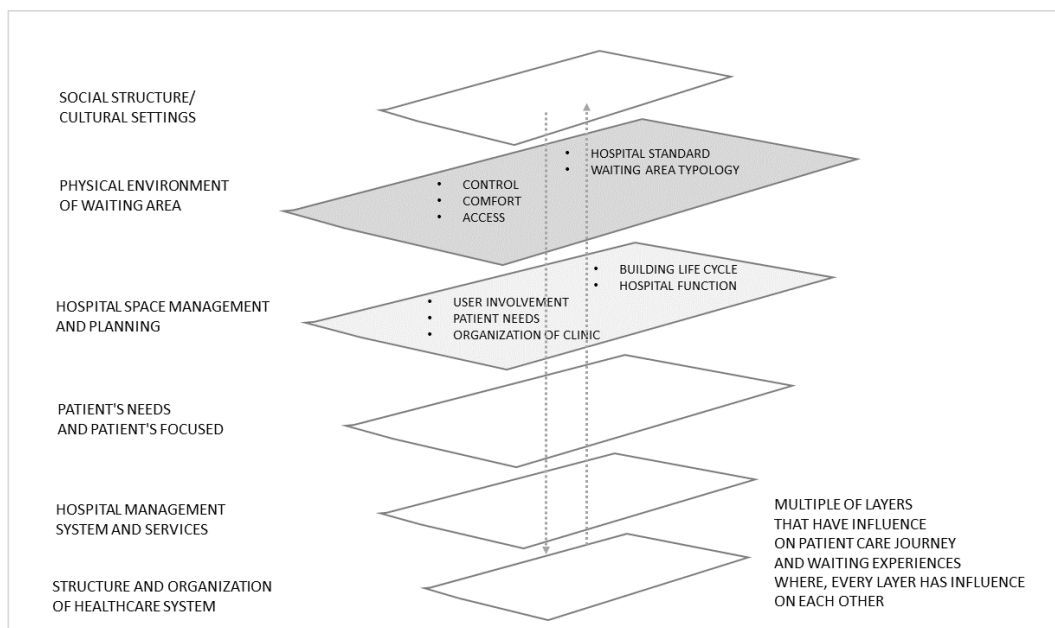 SOCIAL STRUCTURE/
CULTURAL SETTINGS
PHYSICAL ENVIRONMENT
OF WAITING AREA
• HOSPITAL STANDARD
• WAITING AREA TYPOLOGY
• CONTROL
• COMFORT
• ACCESS
HOSPITAL SPACE MANAGEMENT
AND PLANNING
• BUILDING LIFE CYCLE
• HOSPITAL FUNCTION
• USER INVOLVEMENT
• PATIENT NEEDS
• ORGANIZATION OF CLINIC
PATIENT'S NEEDS
AND PATIENT'S FOCUSED
HOSPITAL MANAGEMENT
SYSTEM AND SERVICES
STRUCTURE AND ORGANIZATION
OF HEALTHCARE SYSTEM
MULTIPLE OF LAYERS
THAT HAVE INFLUENCE
ON PATIENT CARE JOURNEY
AND WAITING EXPERIENCES
WHERE, EVERY LAYER HAS INFLUENCE
ON EACH OTHER